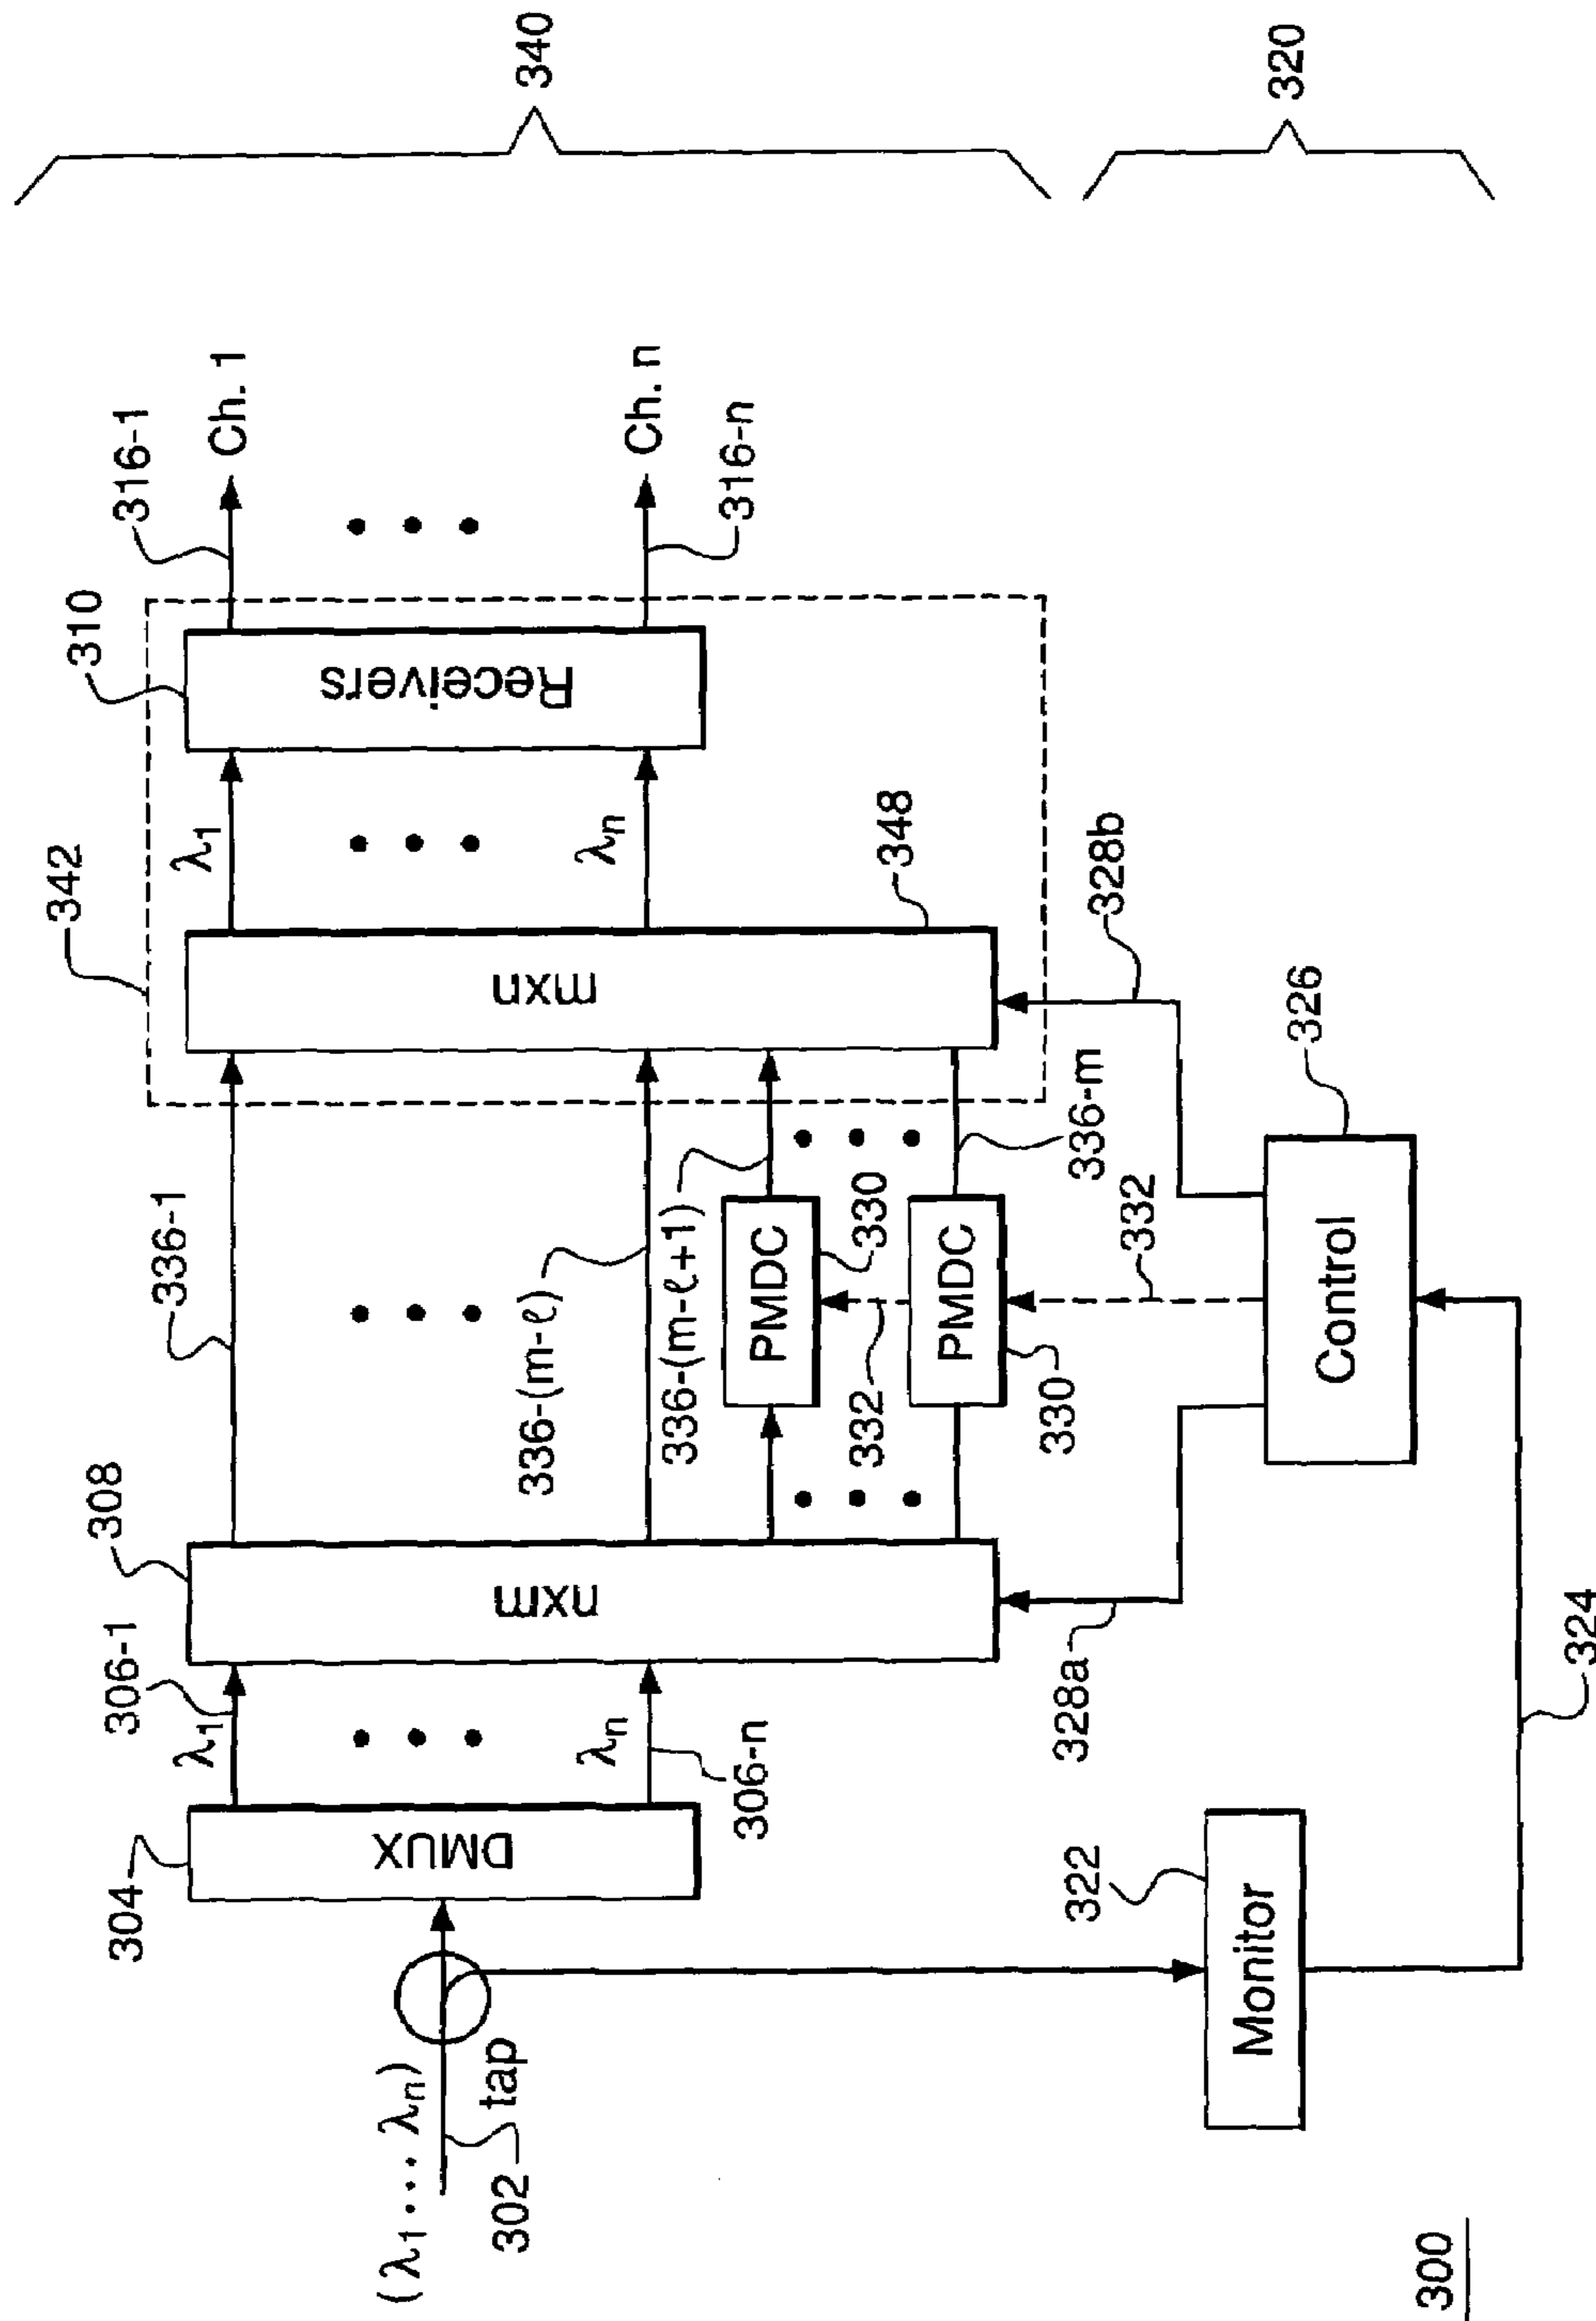 340
320
316-1
Ch. 1
Ch. n
316-n
310
Receivers
342
λ1
λn
mxn
348
328b
326
336-1
336-(m-ℓ)
336-(m-ℓ+1)
PMDC
330
336-m
332
332
PMDC
330
Control
308
nxm
306-1
λ1
λn
306-n
328a
324
304
DMUX
322
Monitor
(λ1 • • • λn)
tap
302
300